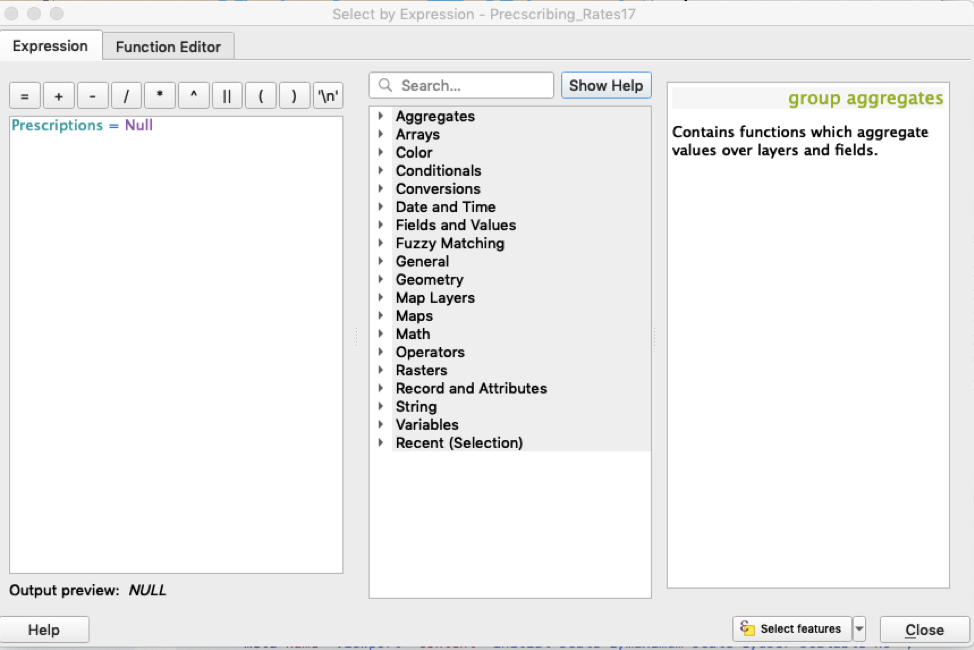 Select by Expression - Precscribing_Rates17
Expression
Function Editor
= + - / * ^ || ( ) '\n'
Search...
Show Help
Prescriptions = Null
Aggregates
Arrays
Color
Conditionals
Conversions
Date and Time
Fields and Values
Fuzzy Matching
General
Geometry
Map Layers
Maps
Math
Operators
Rasters
Record and Attributes
String
Variables
Recent (Selection)
group aggregates
Contains functions which aggregate
values over layers and fields.
Output preview: NULL
Help
Select features
Close